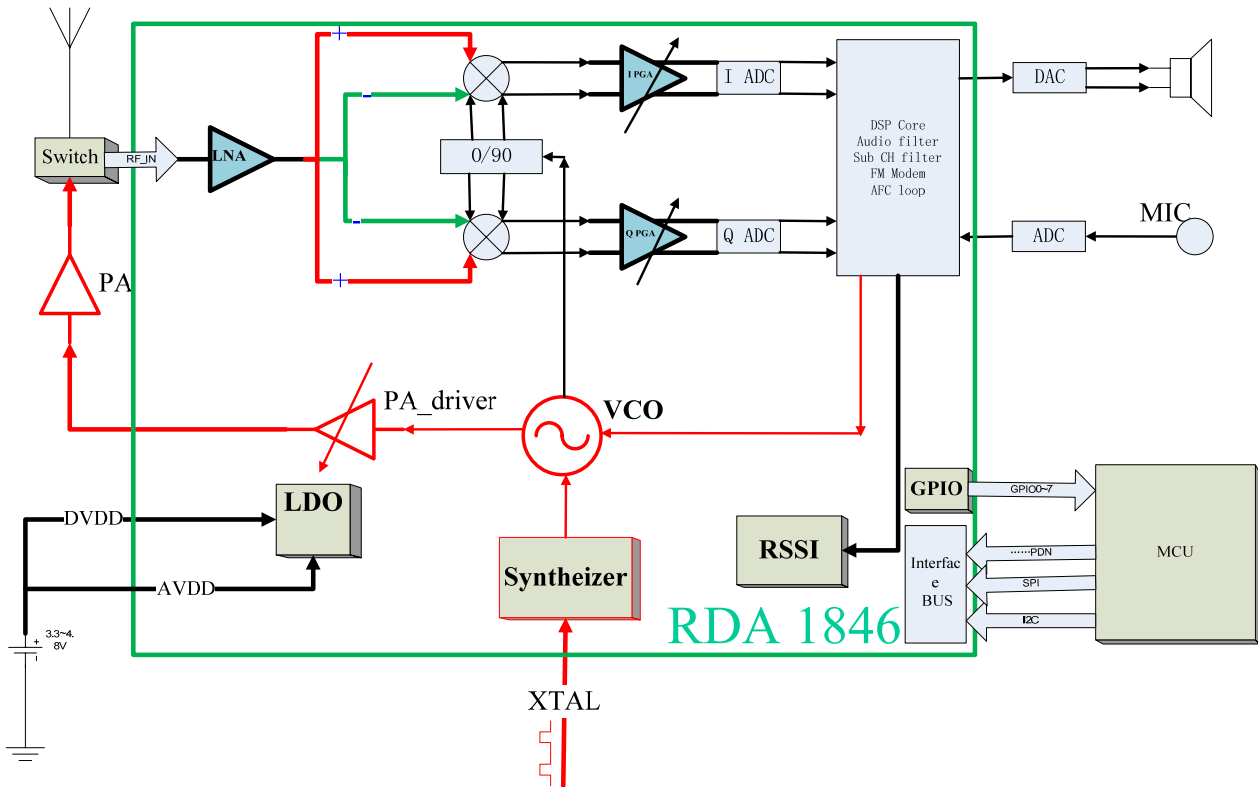 +
-
I PGA
I ADC
DAC
DSP Core
Audio filter
Sub CH filter
FM Modem
AFC loop
Switch
RF_IN
LNA
0/90
-
Q PGA
Q ADC
ADC
MIC
+
PA
PA_driver
VCO
LDO
DVDD
AVDD
GPIO
GPIO0~7
RSSI
Syntheizer
Interfac
e
BUS
......PDN
SPI
I2C
MCU
RDA 1846
+
-
3.3~4.
8V
XTAL